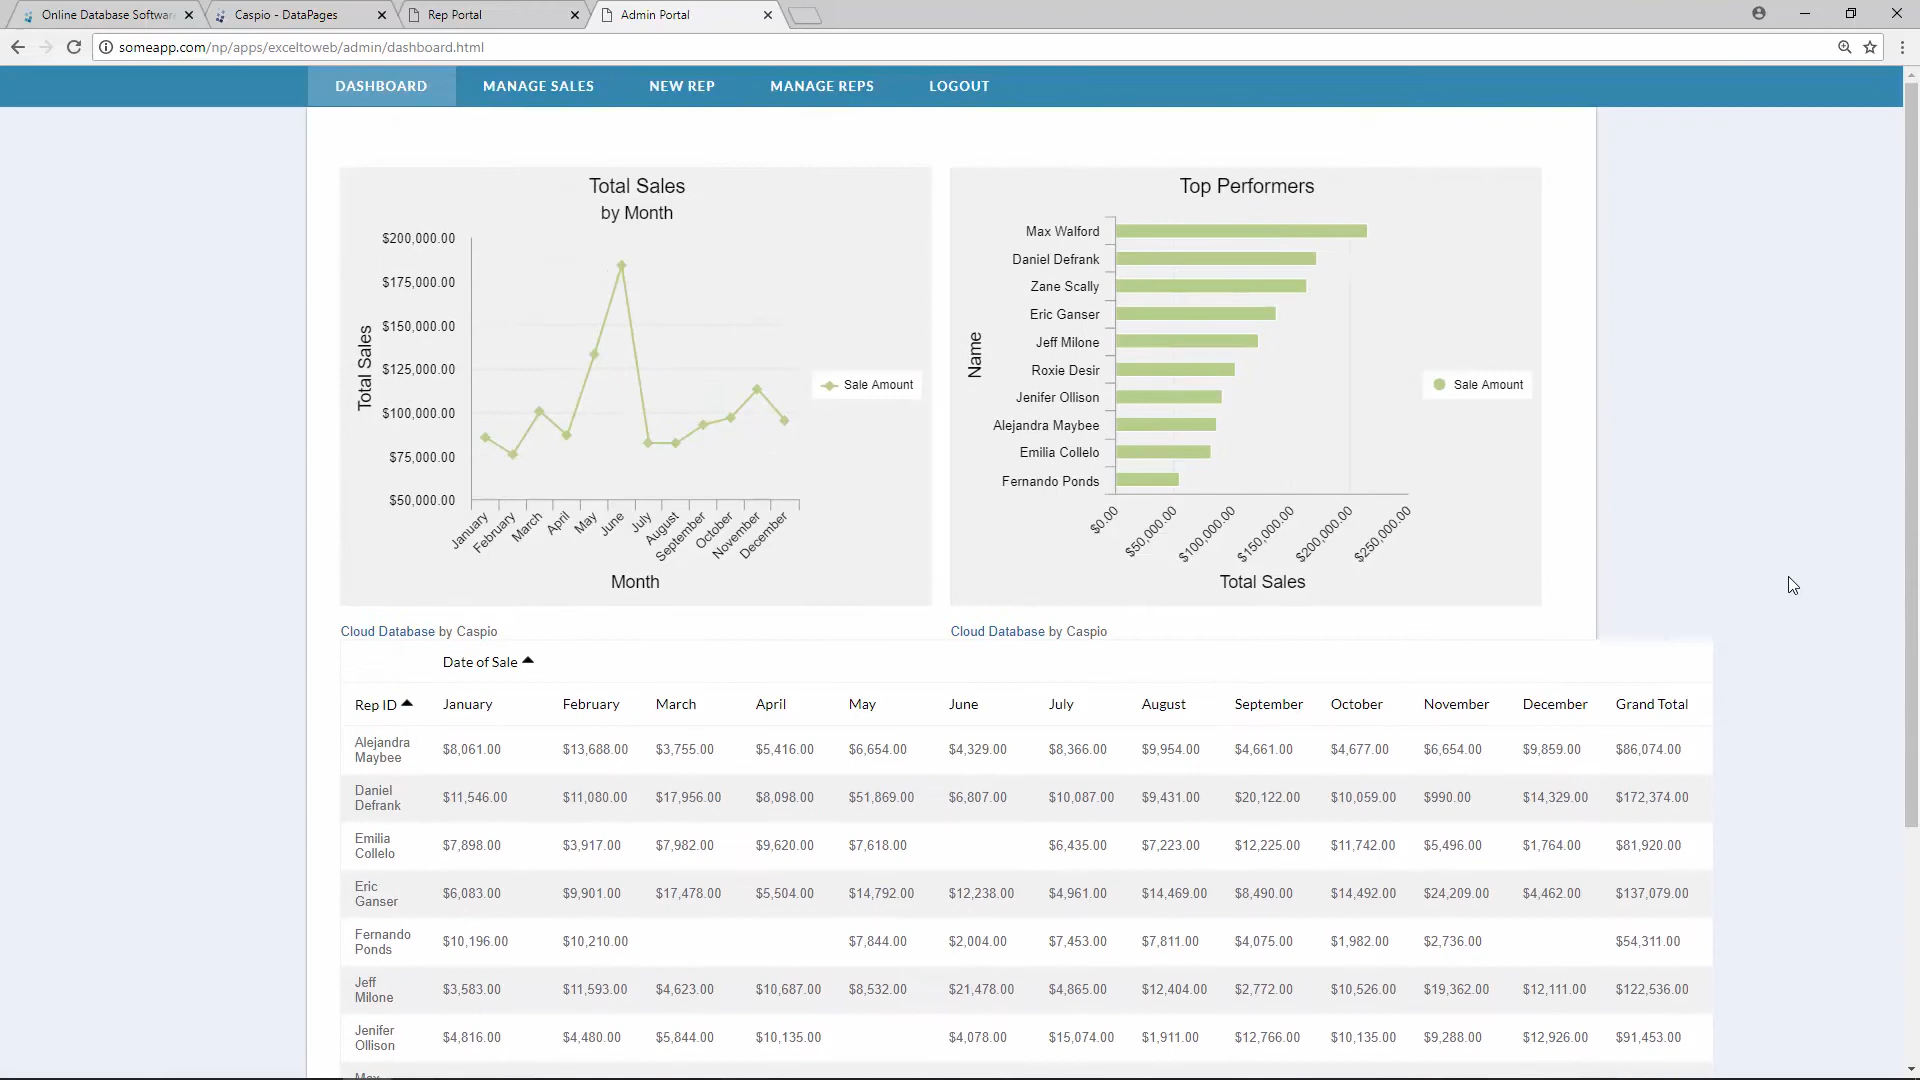 Online Database Softwar
Caspio - DataPages
Rep Portal
Admin Portal
someapp.com/np/apps/exceltoweb/admin/dashboard.html
DASHBOARD MANAGE SALES NEW REP MANAGE REPS LOGOUT
Total Sales
by Month
$200,000.00
$175,000.00
$150,000.00
$125,000.00
$100,000.00
$75,000.00
$50,000.00
Total Sales
January
February
March
April
May
June
July
August
September
October
November
December
Month
Sale Amount
Top Performers
Max Walford
Daniel Defrank
Zane Scally
Eric Ganser
Jeff Milone
Roxie Desir
Jenifer Ollison
Alejandra Maybee
Emilia Collelo
Fernando Ponds
Name
$0.00
$50,000.00
$100,000.00
$150,000.00
$200,000.00
$250,000.00
Total Sales
Sale Amount
Cloud Database by Caspio
Cloud Database by Caspio
Date of Sale
Rep ID January February March April May June July August September October November December Grand Total
Alejandra
Maybee
$8,061.00 $13,688.00 $3,755.00 $5,416.00 $6,654.00 $4,329.00 $8,366.00 $9,954.00 $4,661.00 $4,677.00 $6,654.00 $9,859.00 $86,074.00
Daniel
Defrank
$11,546.00 $11,080.00 $17,956.00 $8,098.00 $51,869.00 $6,807.00 $10,087.00 $9,431.00 $20,122.00 $10,059.00 $990.00 $14,329.00 $172,374.00
Emilia
Collelo
$7,898.00 $3,917.00 $7,982.00 $9,620.00 $7,618.00 $6,435.00 $7,223.00 $12,225.00 $11,742.00 $5,496.00 $1,764.00 $81,920.00
Eric
Ganser
$6,083.00 $9,901.00 $17,478.00 $5,504.00 $14,792.00 $12,238.00 $4,961.00 $14,469.00 $8,490.00 $14,492.00 $24,209.00 $4,462.00 $137,079.00
Fernando
Ponds
$10,196.00 $10,210.00 $7,844.00 $2,004.00 $7,453.00 $7,811.00 $4,075.00 $1,982.00 $2,736.00 $54,311.00
Jeff
Milone
$3,583.00 $11,593.00 $4,623.00 $10,687.00 $8,532.00 $21,478.00 $4,865.00 $12,404.00 $2,772.00 $10,526.00 $19,362.00 $12,111.00 $122,536.00
Jenifer
Ollison
$4,816.00 $4,480.00 $5,844.00 $10,135.00 $4,078.00 $15,074.00 $1,911.00 $12,766.00 $10,135.00 $9,288.00 $12,926.00 $91,453.00